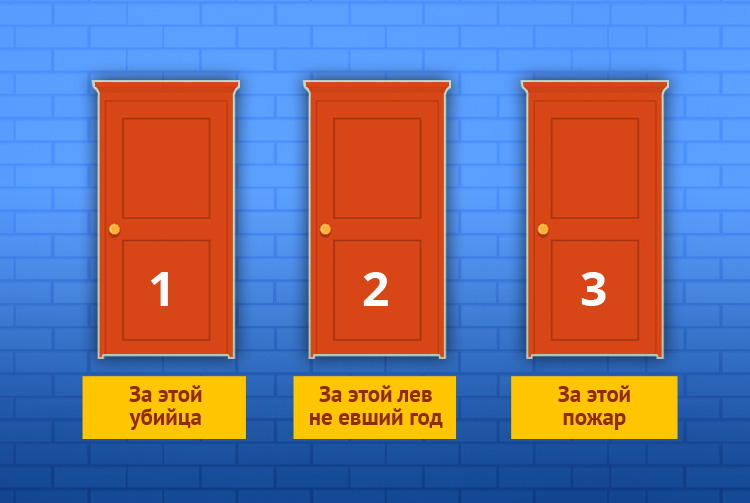 1
2
3
За этой
убийца
За этой лев
не евший год
За этой
пожар